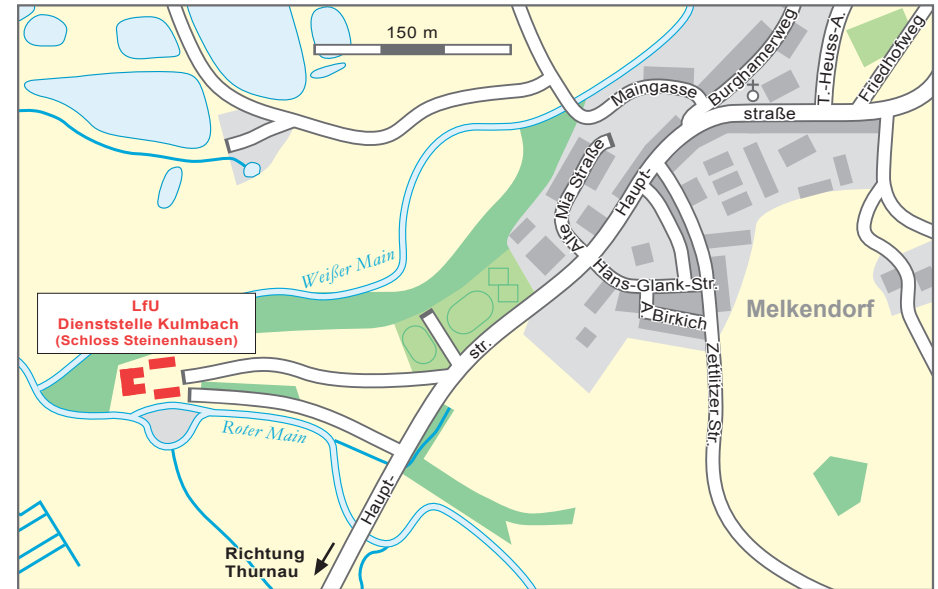 150 m
Maingasse
Burghamerweg
T.-Heuss-A.
Friedhofweg
straße
Haupt-
Alte Mia Straße
Weißer Main
Hans-Glank-Str.
A. Birkich
Melkendorf
LfU
Dienststelle Kulmbach
(Schloss Steinenhausen)
str.
Zettlitzer Str.
Roter Main
Haupt-
Richtung
Thurnau